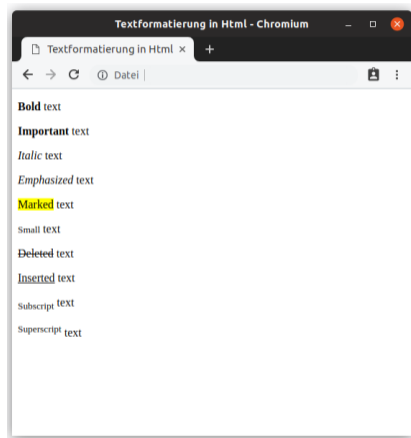 Textformatierung in Html - Chromium
Textformatierung in Html
Datei
Bold text
Important text
Italic text
Emphasized text
Marked text
Small text
Deleted text
Inserted text
Subscript text
Superscript text